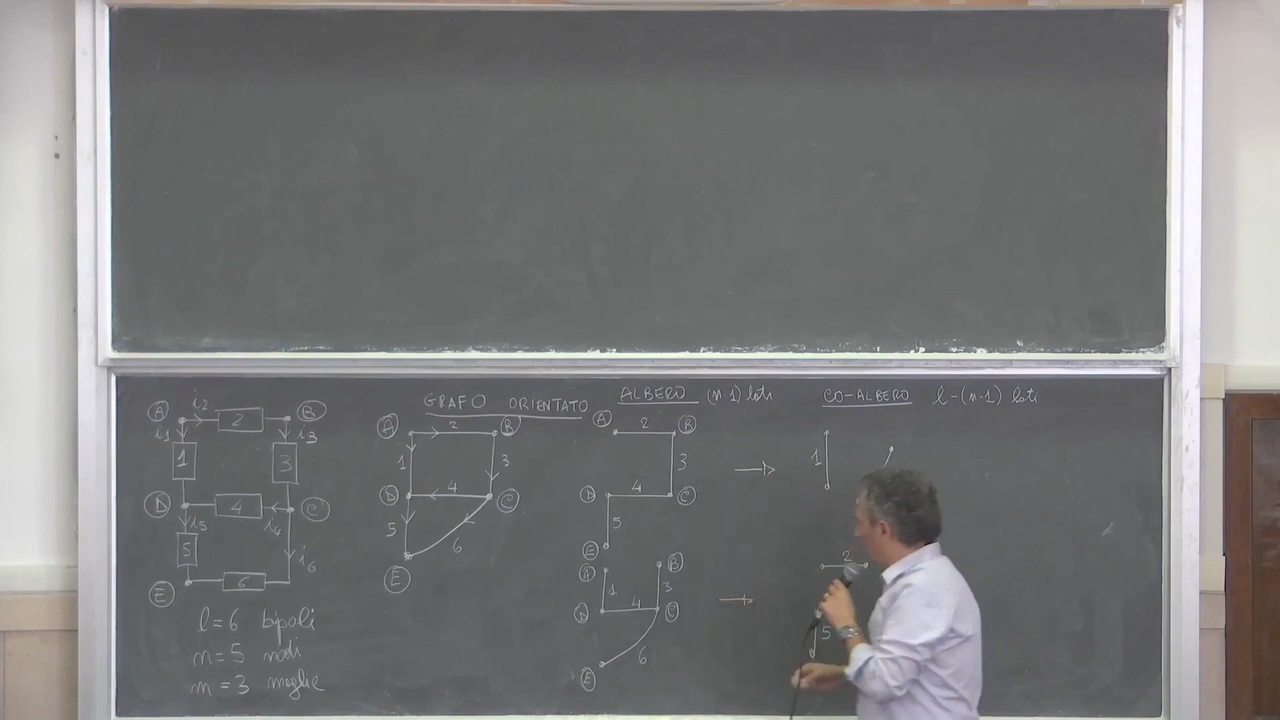 GRAFO ORIENTATO
ALBERO (n-1) lati
CO-ALBERO l-(n-1) lati
A i2 2 B
i1 i3
1 3
D 4 C
i5 i4
5 i6
E 6
l=6 bipoli
n=5 nodi
m=3 maglie
A 2 B
1 3
D 4 C
5 6
E
A 2 B
3
D 4 C
5
E
A B
1 3
D 4 C
6
E
1
2
5